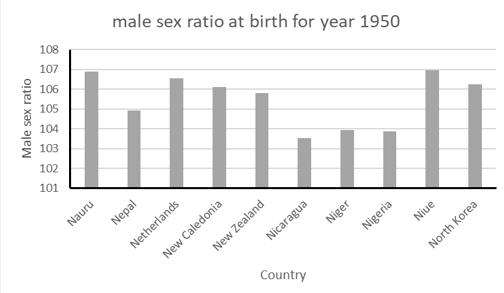 male sex ratio at birth for year 1950
Male sex ratio
108
107
106
105
104
103
102
101
Nauru
Nepal
Netherlands
New Caledonia
New Zealand
Nicaragua
Niger
Nigeria
Niue
North Korea
Country